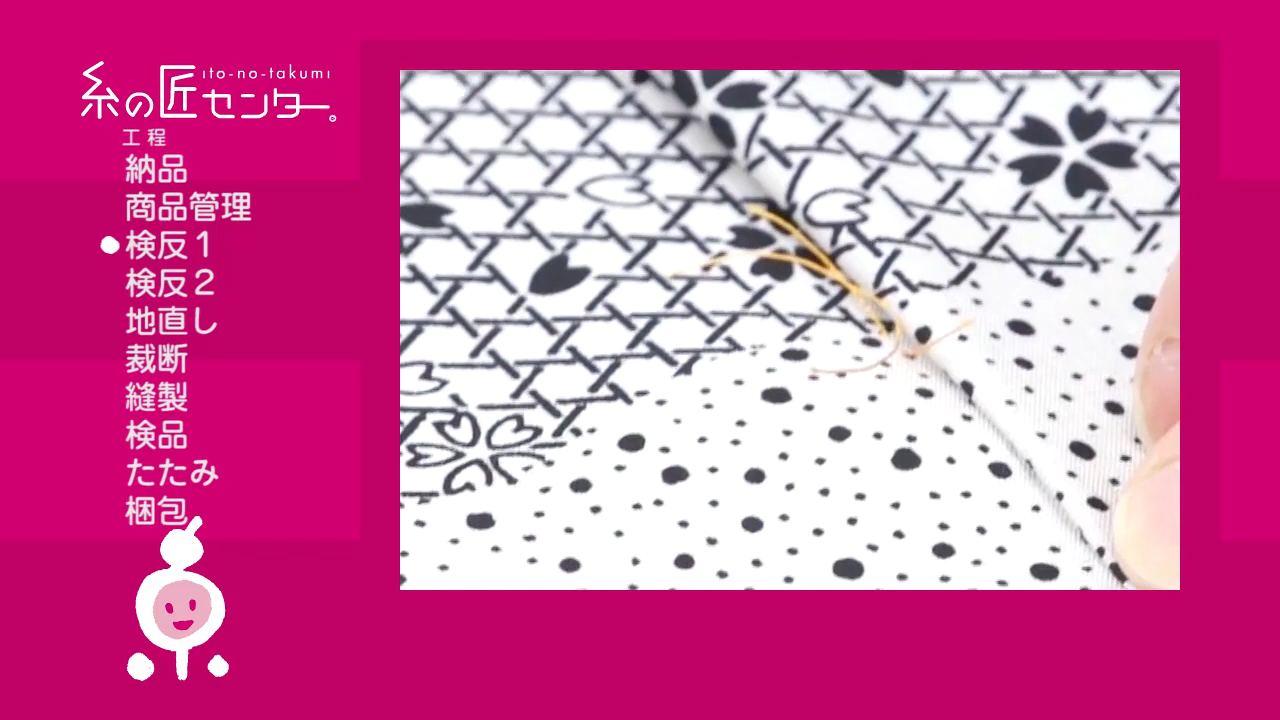 糸の匠センター。
ito-no-takumi
工程
納品
商品管理
検反１
検反２
地直し
裁断
縫製
検品
たたみ
梱包